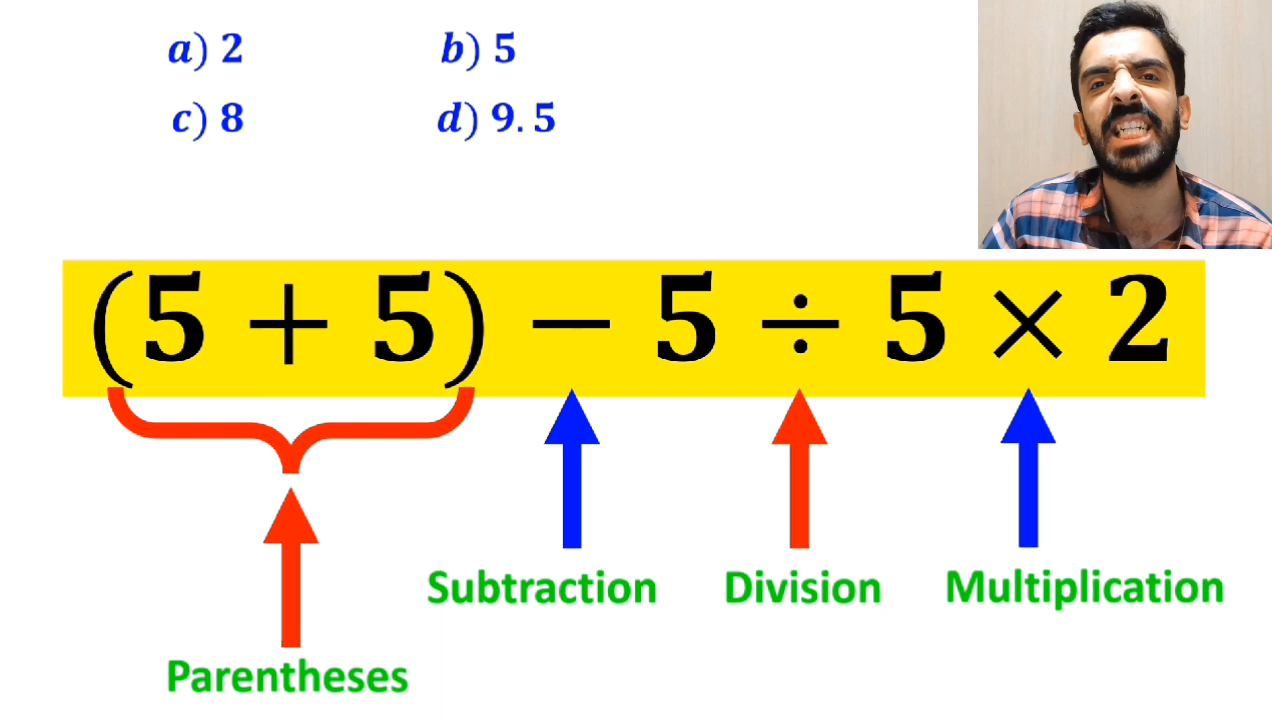 a) 2 b) 5
c) 8 d) 9.5
(5 + 5) − 5 ÷ 5 × 2
Subtraction Division Multiplication
Parentheses